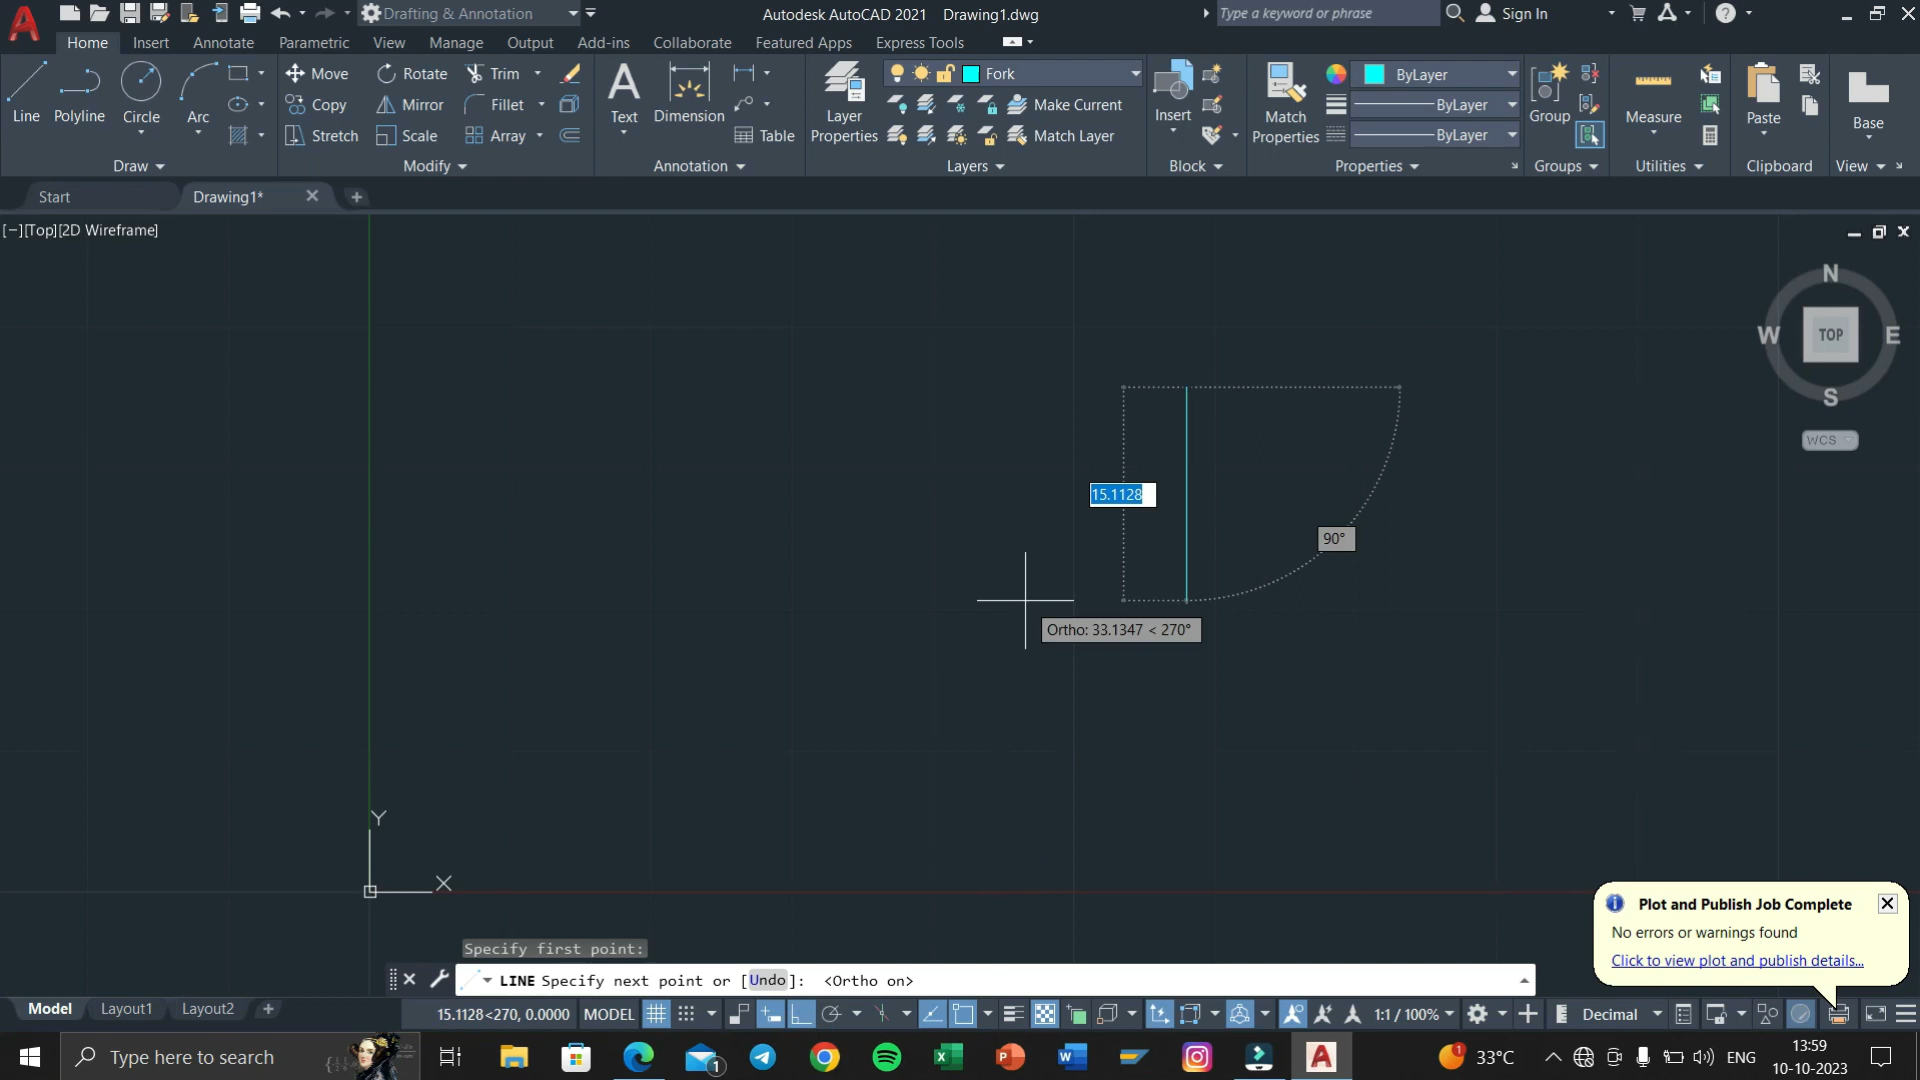 Drafting & Annotation
Autodesk AutoCAD 2021 Drawing1.dwg
Type a keyword or phrase
Sign In
Home Insert Annotate Parametric View Manage Output Add-ins Collaborate Featured Apps Express Tools
Line Polyline Circle Arc
Move Rotate Trim
Copy Mirror Fillet
Stretch Scale Array
Text Dimension
Table
Layer Properties
Fork
Make Current
Match Layer
Insert
Match Properties
ByLayer
ByLayer
ByLayer
Group Measure Paste Base
Draw Modify Annotation Layers Block Properties Groups Utilities Clipboard View
Start Drawing1*
[−][Top][2D Wireframe]
N
W TOP E
S
WCS
15.1128
90°
Ortho: 33.1347 < 270°
Y
X
Plot and Publish Job Complete
No errors or warnings found
Click to view plot and publish details...
Specify first point:
LINE Specify next point or [Undo]: <Ortho on>
Model Layout1 Layout2
15.1128<270, 0.0000 MODEL
1:1 / 100%
Decimal
Type here to search
1
1
33°C
ENG
13:59
10-10-2023